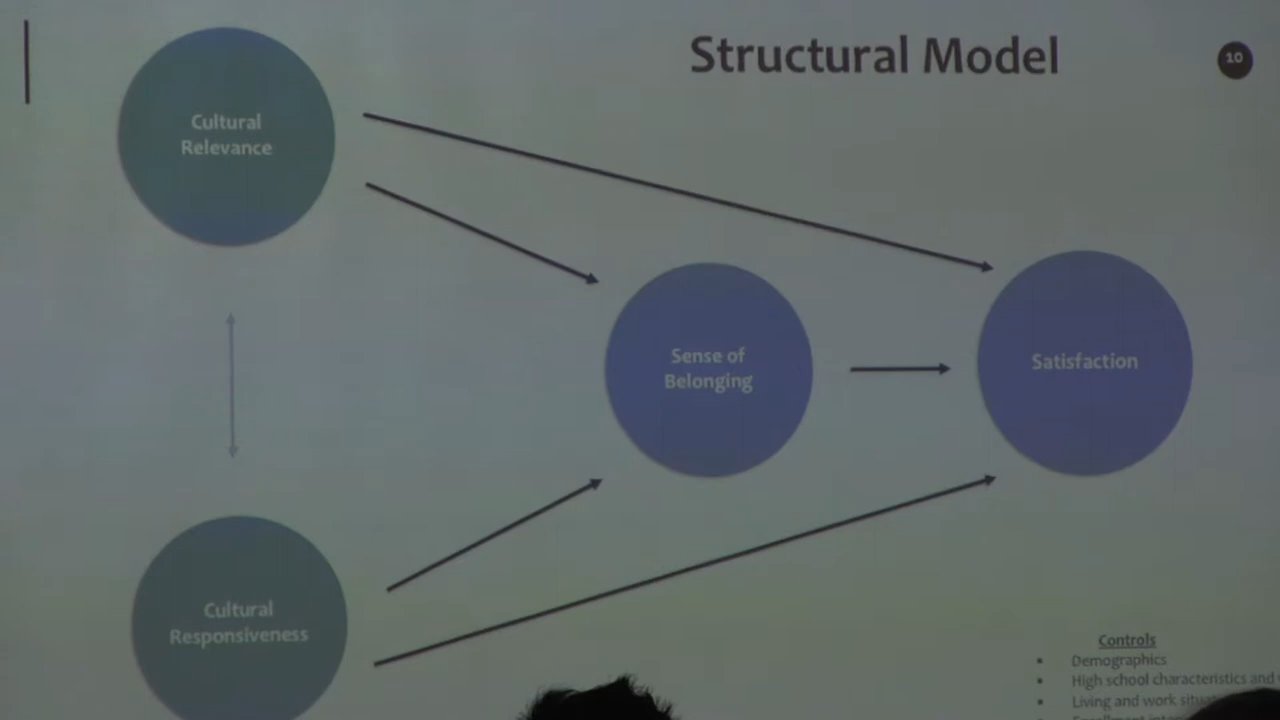 Structural Model
10
Cultural
Relevance
Sense of
Belonging
Satisfaction
Cultural
Responsiveness
Controls
• Demographics
• High school characteristics and
• Living and work